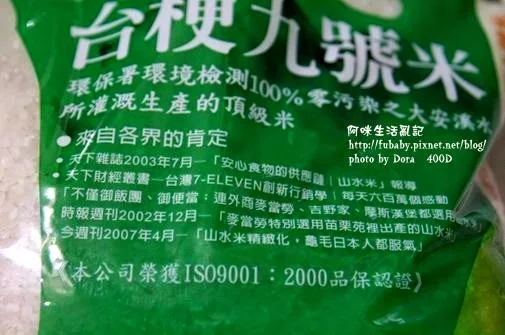 台梗九號米
環保署環境檢測100%零污染之大安溪水
所灌溉生產的頂級米
●來自各界的肯定
•天下雜誌2003年7月─「安心食物的供應鏈│山水米」報導
•天下財經叢書─台灣7-ELEVEN創新行銷學│每天六百萬個感動
「不僅御飯團、御便當；連外商麥當勞、吉野家、摩斯漢堡都選用
時報週刊2002年12月─「麥當勞特別選用苗栗苑裡出產的山水米
今週刊2007年4月─「山水米精緻化，龜毛日本人都服氣」
《本公司榮獲ISO9001：2000品保認證》
阿咪生活亂記
http://fubaby.pixnet.net/blog/
photo by Dora 400D